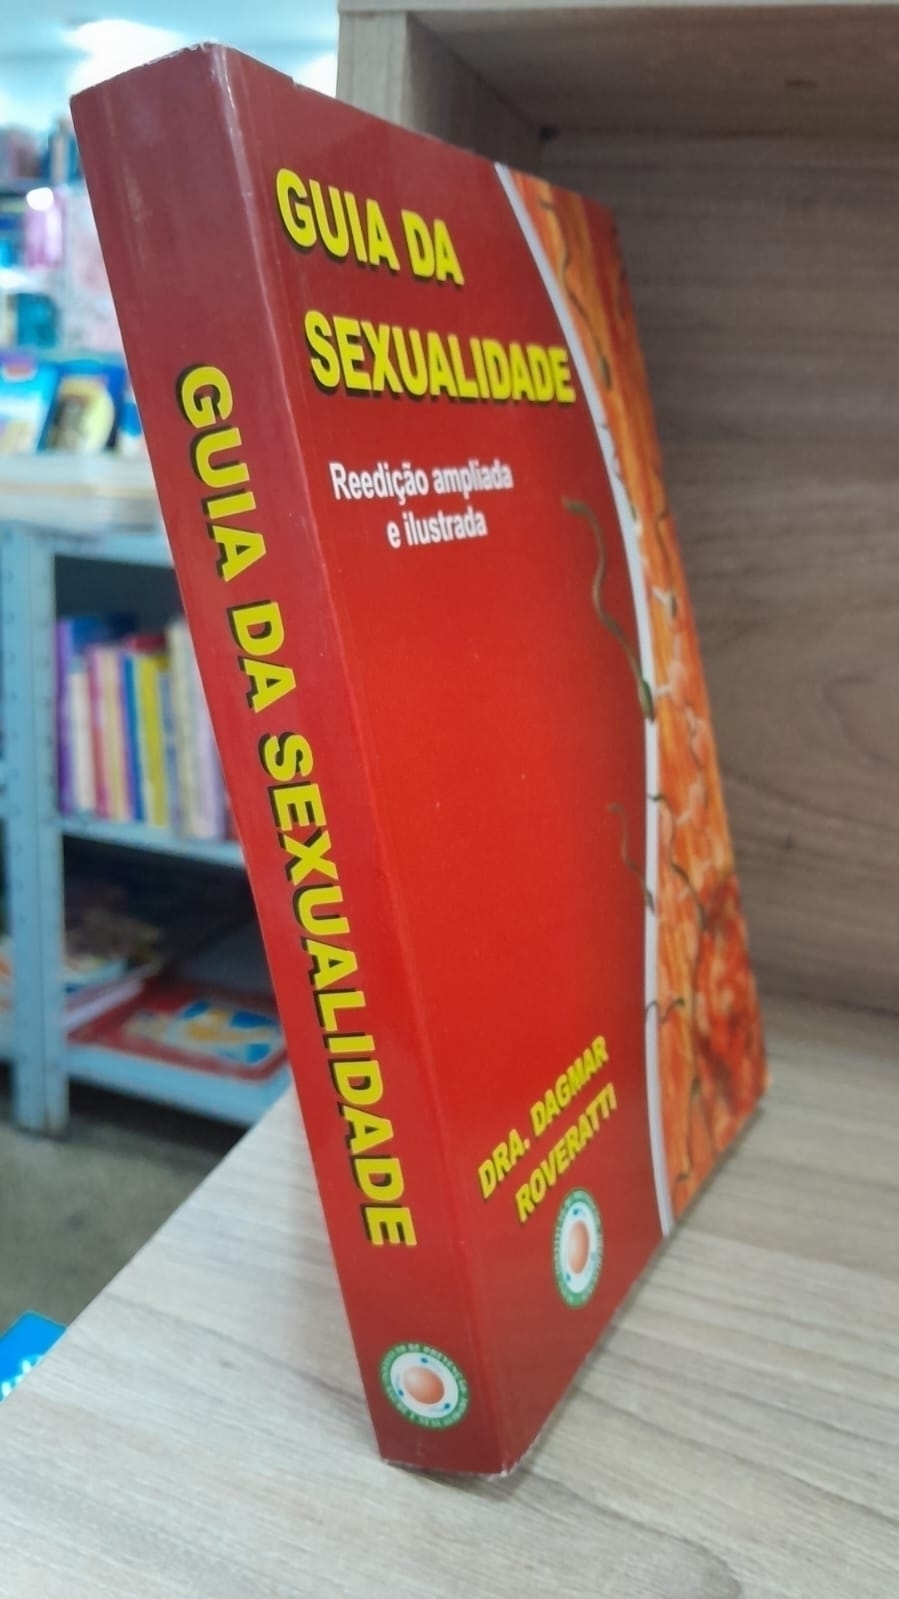 GUIA DA
SEXUALIDADE
Reedição ampliada
e ilustrada
DRA. DAGMAR
ROVERATTI
GUIA DA SEXUALIDADE